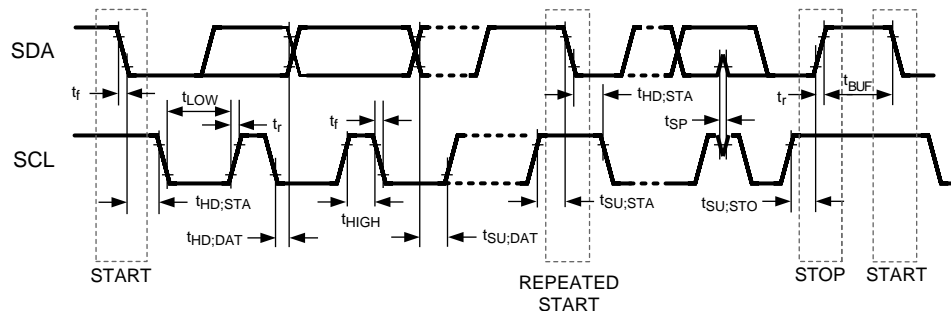 SDA
t_f
t_LOW
t_r
t_f
t_HD;STA
t_SP
t_r
t_BUF
SCL
t_HD;STA
t_HD;DAT
t_HIGH
t_SU;DAT
t_SU;STA
t_SU;STO
START
REPEATED
START
STOP
START